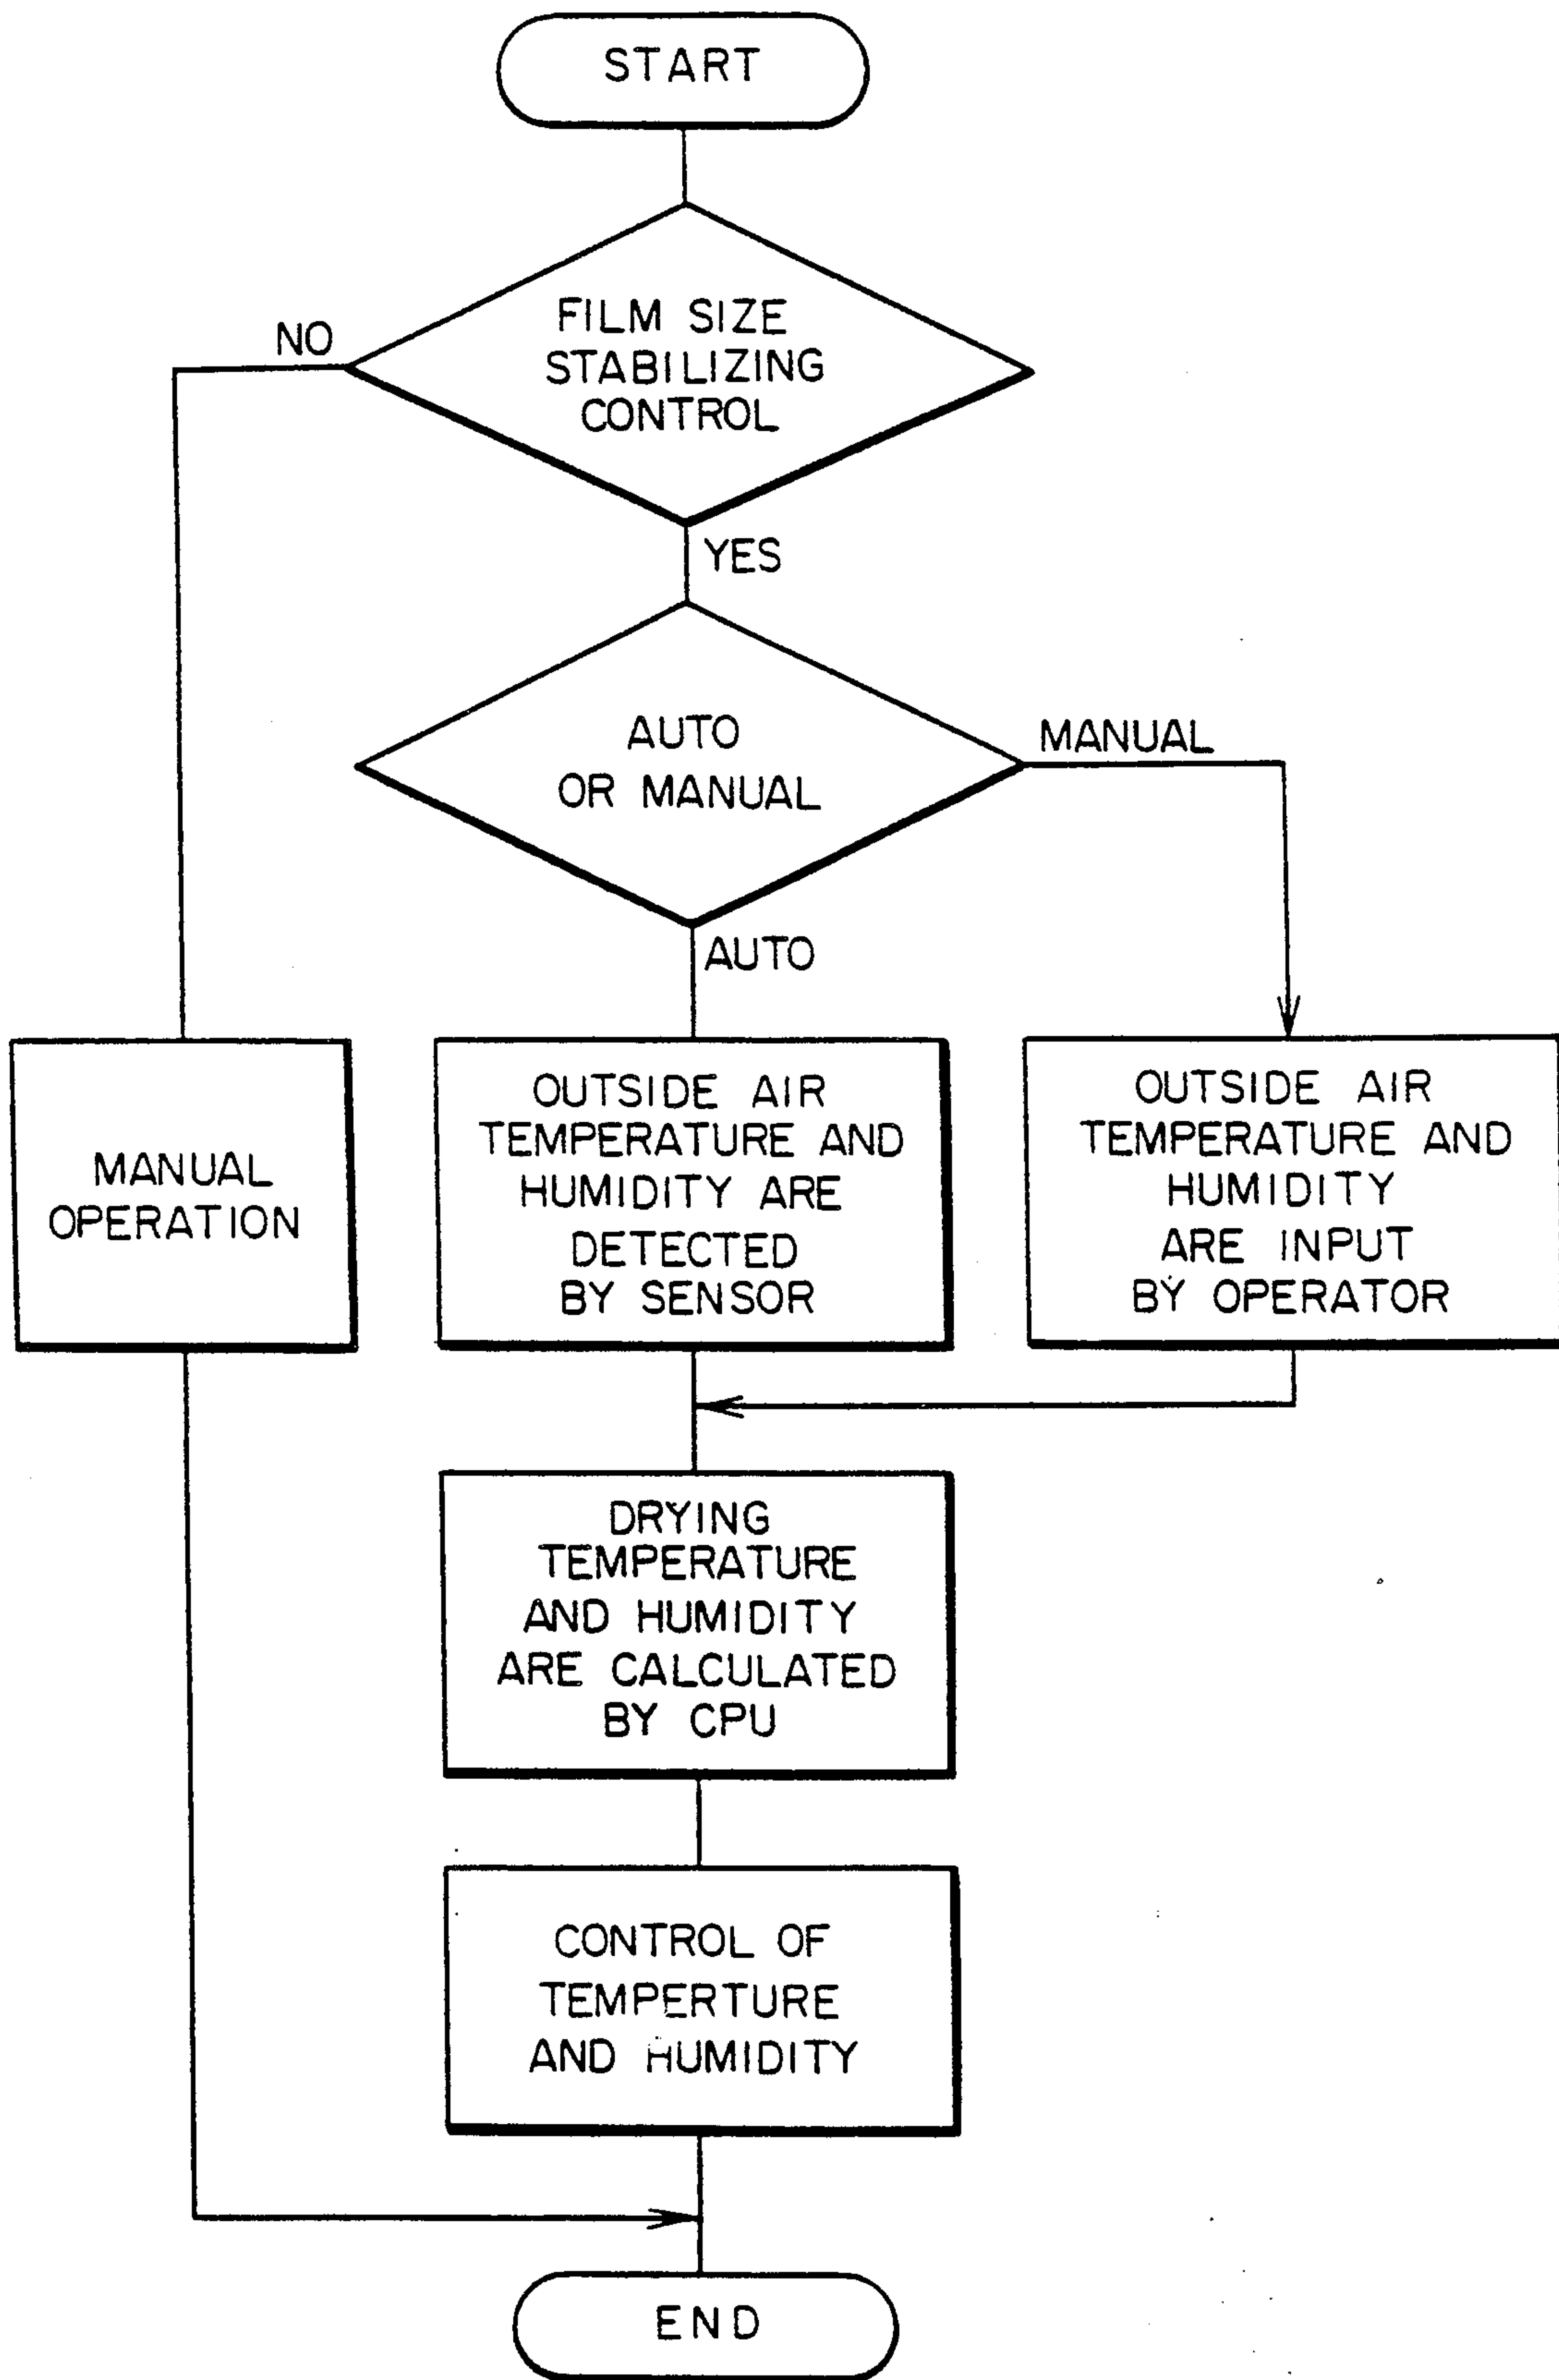 START
FILM SIZE
STABILIZING
CONTROL
NO
YES
AUTO
OR MANUAL
MANUAL
AUTO
MANUAL
OPERATION
OUTSIDE AIR
TEMPERATURE AND
HUMIDITY ARE
DETECTED
BY SENSOR
OUTSIDE AIR
TEMPERATURE AND
HUMIDITY
ARE INPUT
BY OPERATOR
DRYING
TEMPERATURE
AND HUMIDITY
ARE CALCULATED
BY CPU
CONTROL OF
TEMPERTURE
AND HUMIDITY
END